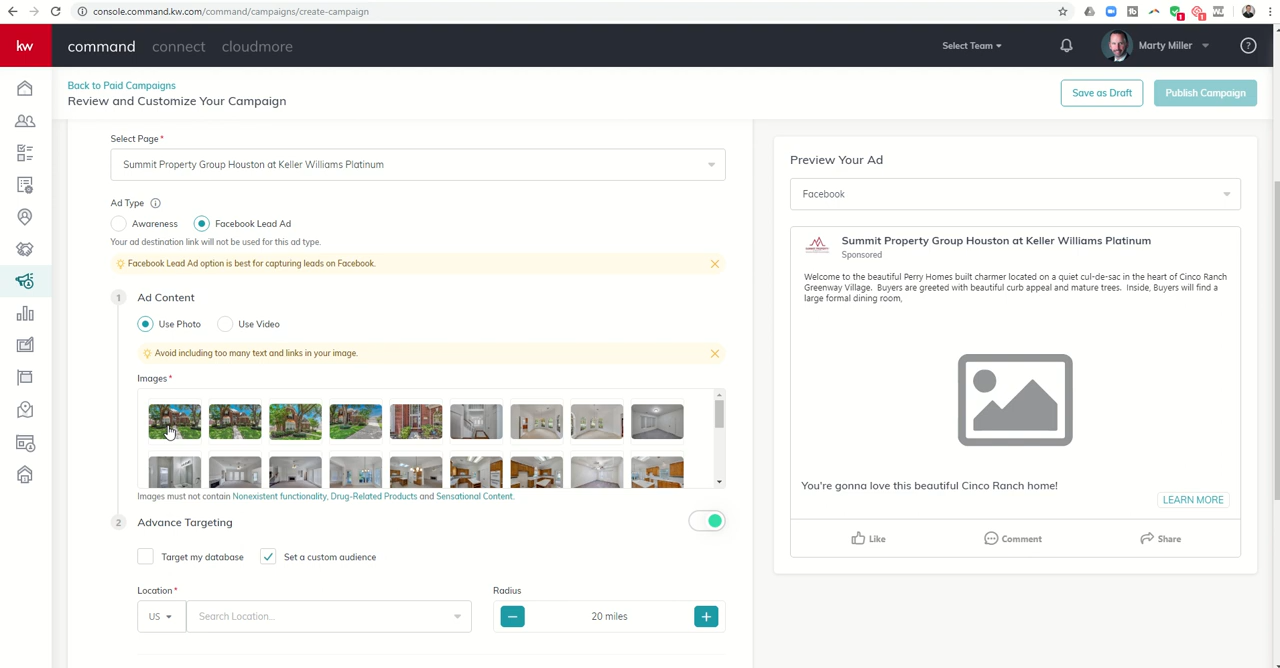 console.command.kw.com/command/campaigns/create-campaign
1
1
kw
command
connect
cloudmore
Select Team
Marty Miller
?
Back to Paid Campaigns
Review and Customize Your Campaign
Save as Draft
Publish Campaign
Select Page*
Summit Property Group Houston at Keller Williams Platinum
Ad Type
Awareness
Facebook Lead Ad
Your ad destination link will not be used for this ad type.
Facebook Lead Ad option is best for capturing leads on Facebook.
1
Ad Content
Use Photo
Use Video
Avoid including too many text and links in your image.
Images*
Images must not contain Nonexistent functionality, Drug-Related Products and Sensational Content.
2
Advance Targeting
Target my database
Set a custom audience
Location*
Radius
US
Search Location...
20 miles
Preview Your Ad
Facebook
Summit Property Group Houston at Keller Williams Platinum
Sponsored
Welcome to the beautiful Perry Homes built charmer located on a quiet cul-de-sac in the heart of Cinco Ranch
Greenway Village. Buyers are greeted with beautiful curb appeal and mature trees. Inside, Buyers will find a
large formal dining room,
You're gonna love this beautiful Cinco Ranch home!
LEARN MORE
Like
Comment
Share